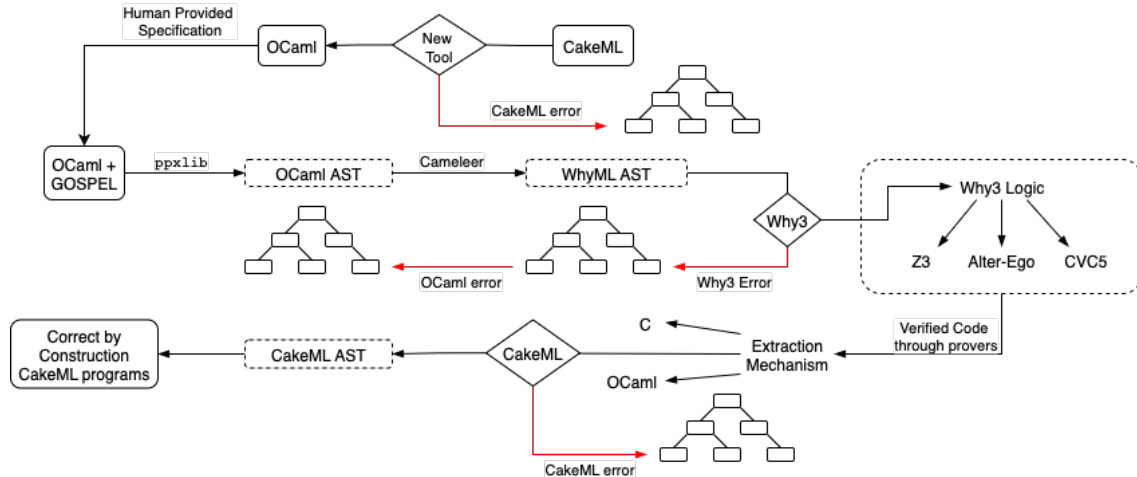 Human Provided
Specification
OCaml
New
Tool
CakeML
CakeML error
OCaml +
GOSPEL
ppxlib
OCaml AST
Cameleer
WhyML AST
Why3
Why3 Logic
Z3
Alter-Ego
CVC5
OCaml error
Why3 Error
Correct by
Construction
CakeML programs
CakeML AST
CakeML
C
OCaml
Extraction
Mechanism
Verified Code
through provers
CakeML error